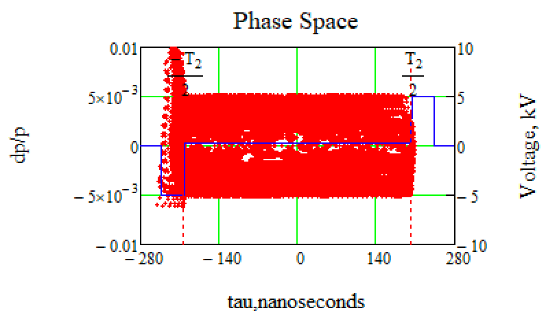 Phase Space
0.01
5×10⁻³
0
−5×10⁻³
−0.01
− T₂
2
T₂
2
10
5
0
−5
−10
−280
−140
0
140
280
dp/p
Voltage, kV
tau,nanoseconds